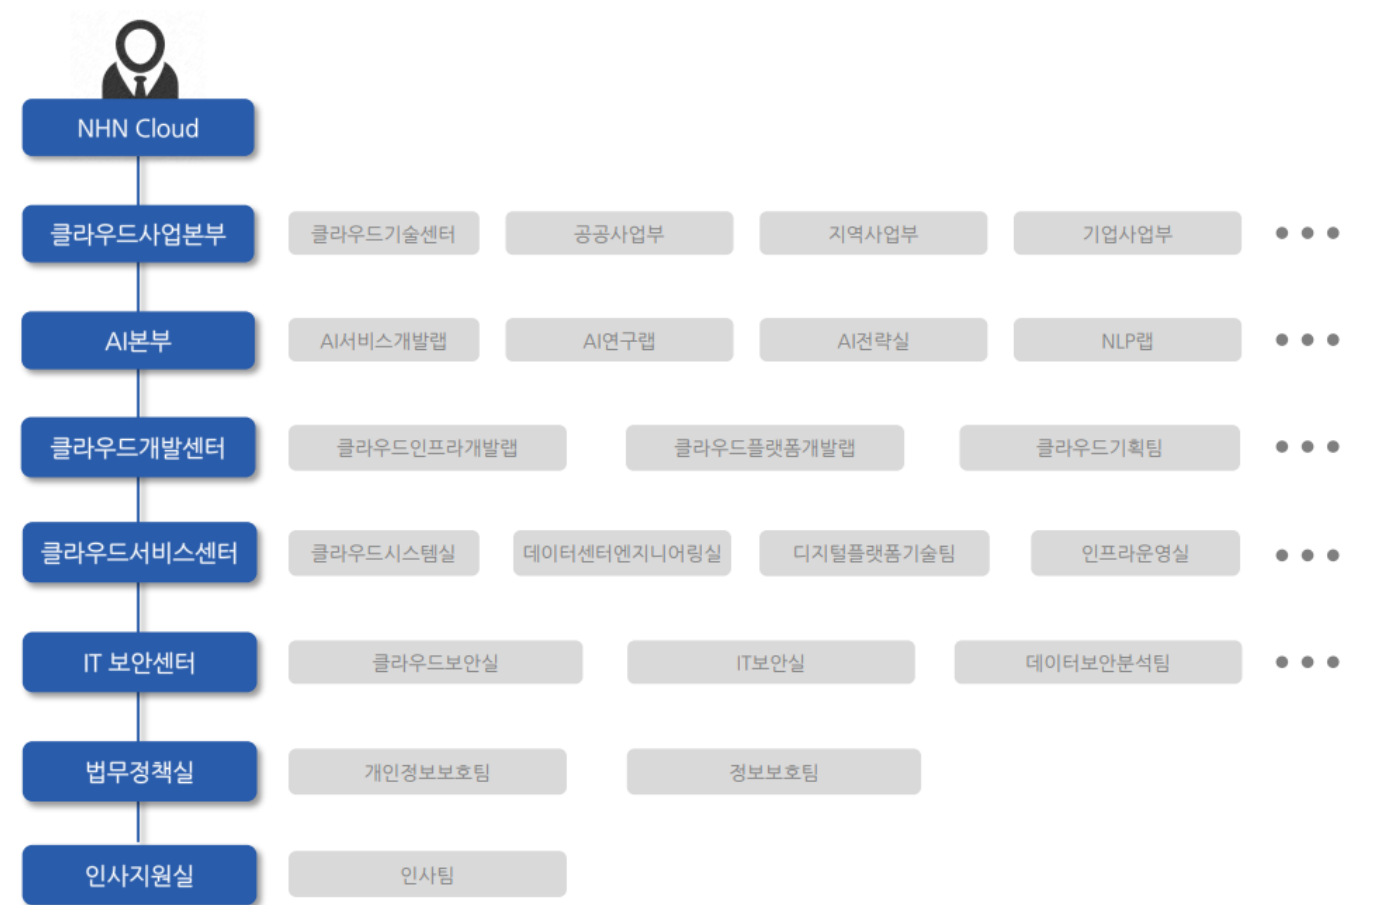 NHN Cloud
클라우드사업본부
클라우드기술센터
공공사업부
지역사업부
기업사업부
AI본부
AI서비스개발랩
AI연구랩
AI전략실
NLP랩
클라우드개발센터
클라우드인프라개발랩
클라우드플랫폼개발랩
클라우드기획팀
클라우드서비스센터
클라우드시스템실
데이터센터엔지니어링실
디지털플랫폼기술팀
인프라운영실
IT 보안센터
클라우드보안실
IT보안실
데이터보안분석팀
법무정책실
개인정보보호팀
정보보호팀
인사지원실
인사팀